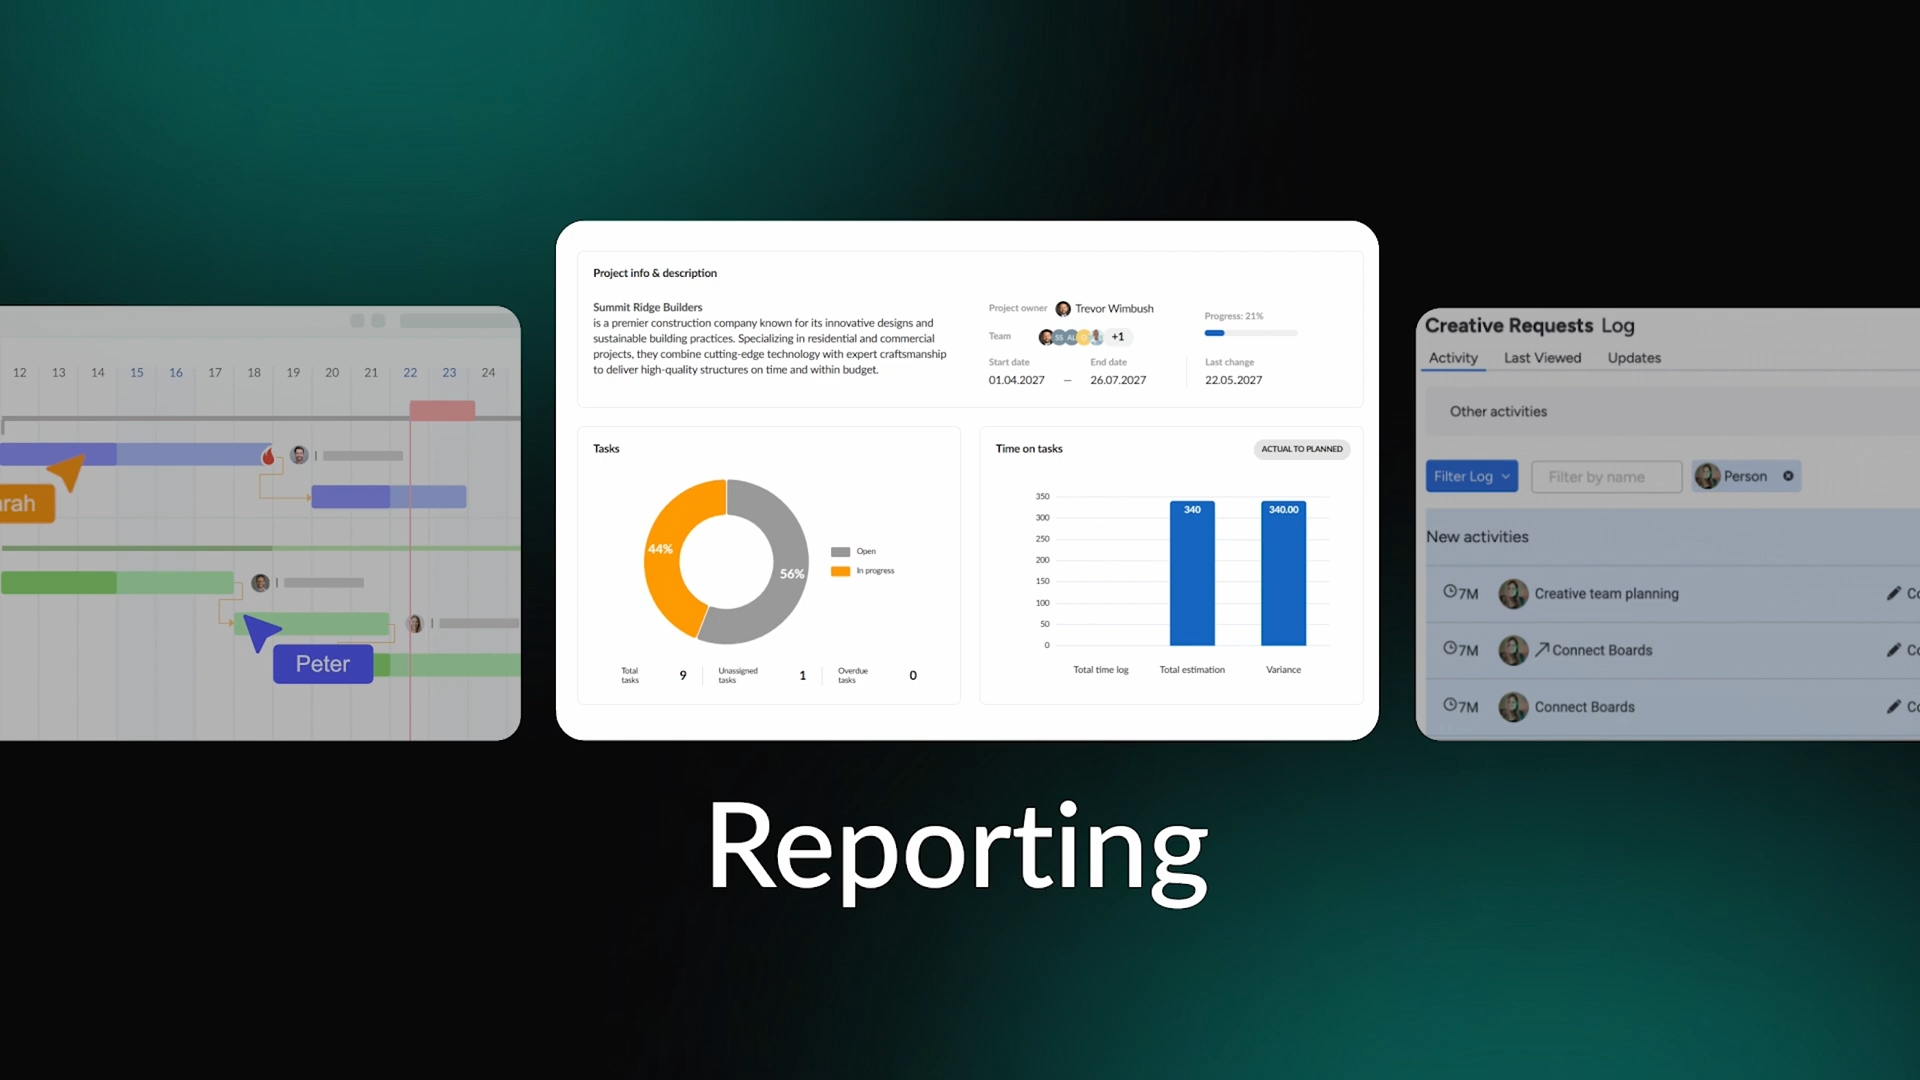 12 13 14 15 16 17 18 19 20 21 22 23 24
rah
Peter
Project info & description
Summit Ridge Builders
is a premier construction company known for its innovative designs and
sustainable building practices. Specializing in residential and commercial
projects, they combine cutting-edge technology with expert craftsmanship
to deliver high-quality structures on time and within budget.
Project owner Trevor Wimbush
Team SS AL +1
Start date End date
01.04.2027 — 26.07.2027
Progress: 21%
Last change
22.05.2027
Tasks
44%
56%
Open
In progress
Total tasks 9
Unassigned tasks 1
Overdue tasks 0
Time on tasks
ACTUAL TO PLANNED
350
300
250
200
150
100
50
0
340
340.00
Total time log Total estimation Variance
Creative Requests Log
Activity Last Viewed Updates
Other activities
Filter Log Filter by name Person
New activities
7M Creative team planning Co
7M Connect Boards Co
7M Connect Boards Co
Reporting